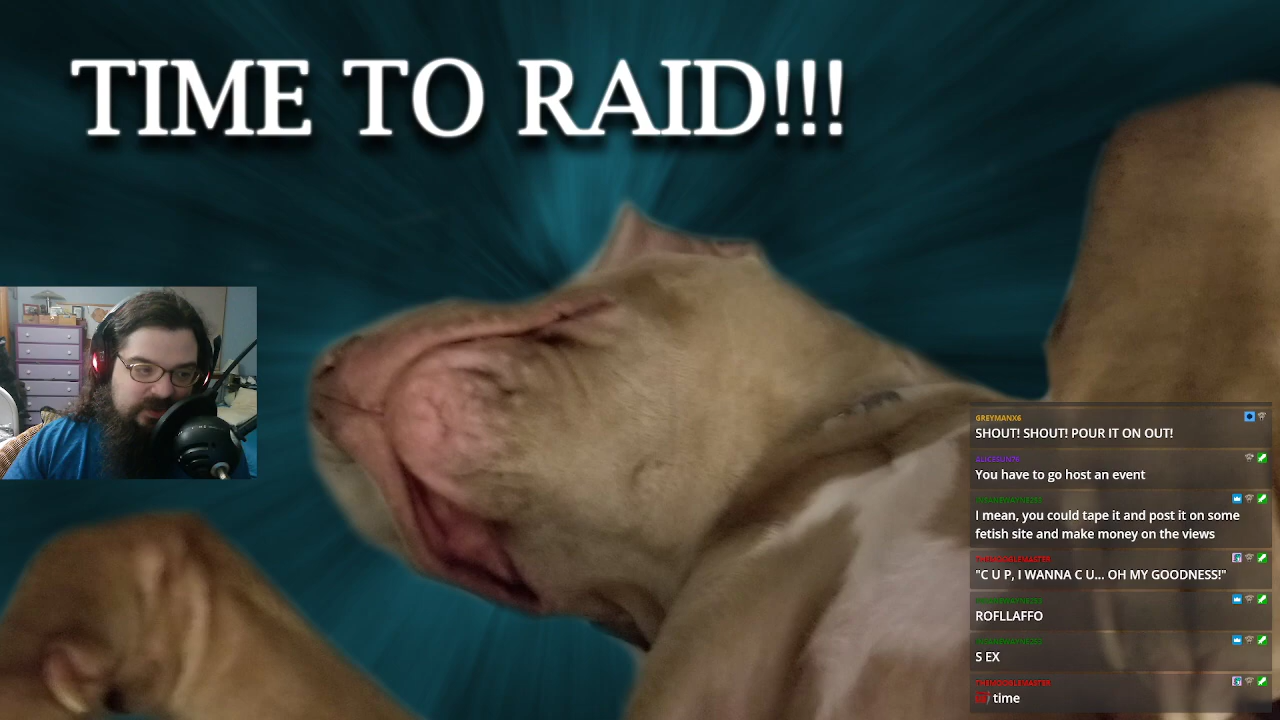 TIME TO RAID!!!
GREYMANX6
SHOUT! SHOUT! POUR IT ON OUT!
You have to go host an event
I mean, you could tape it and post it on some
fetish site and make money on the views
THENOOBLEMASTER
"C U P, I WANNA C U... OH MY GOODNESS!"
ROFLLAFFO
S EX
THENOOBLEMASTER
time